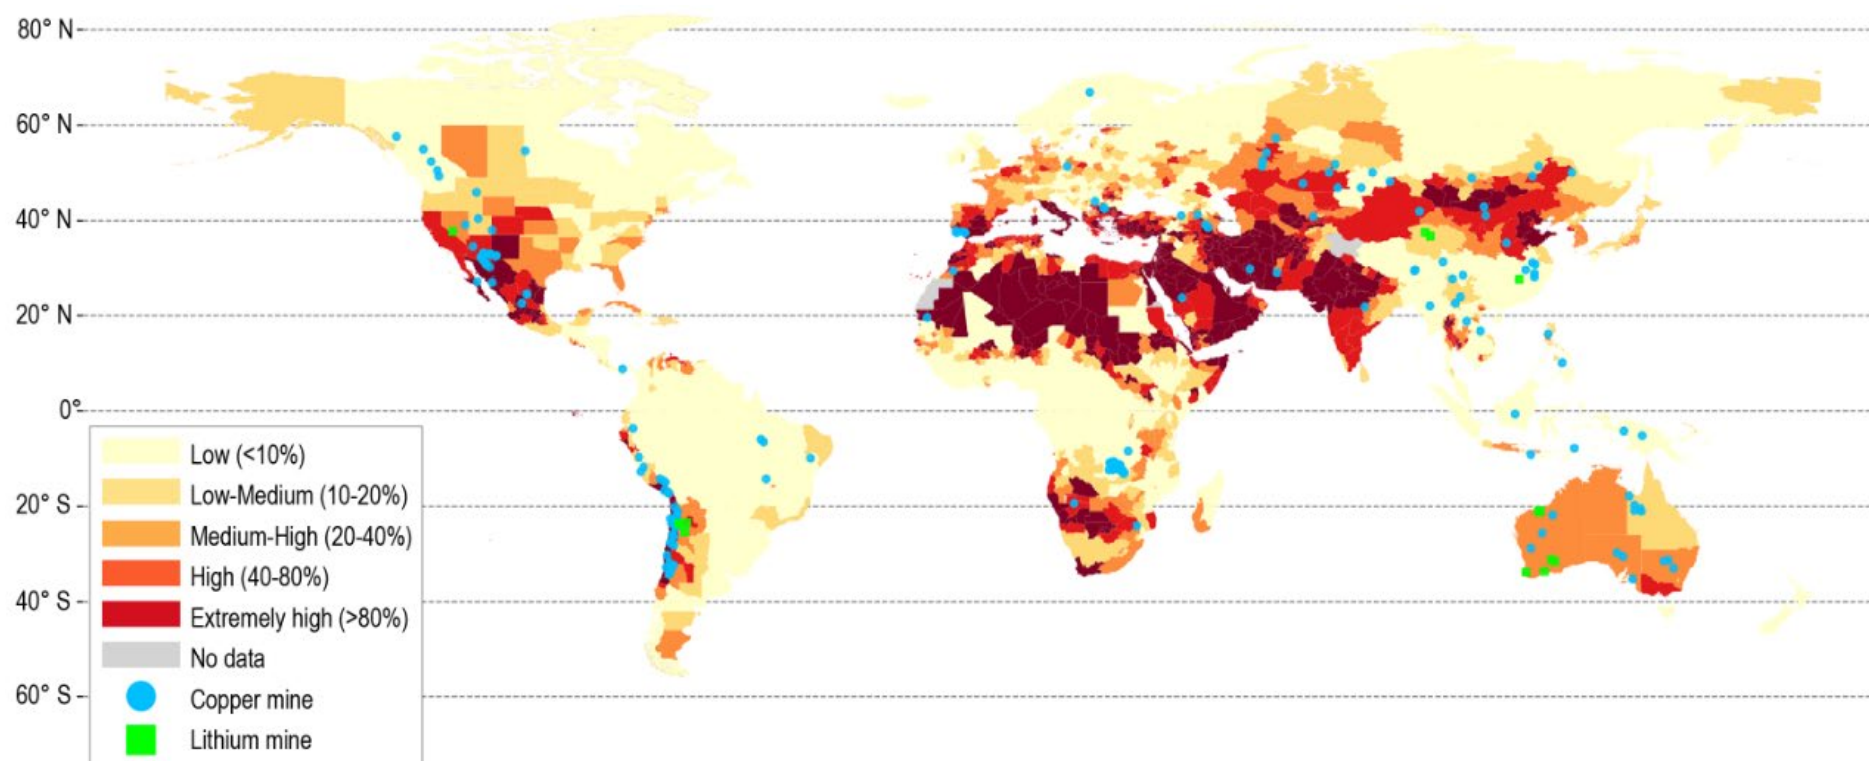 80° N
60° N
40° N
20° N
0°
20° S
40° S
60° S
Low (<10%)
Low-Medium (10-20%)
Medium-High (20-40%)
High (40-80%)
Extremely high (>80%)
No data
Copper mine
Lithium mine